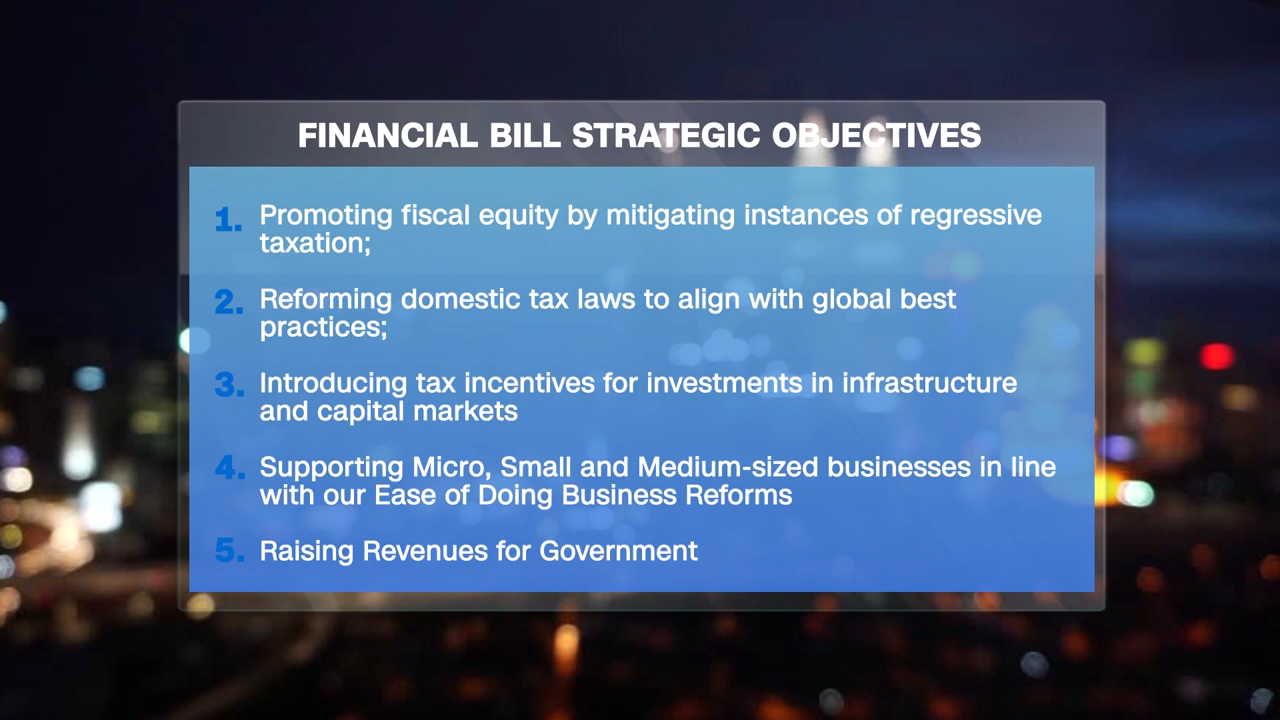 FINANCIAL BILL STRATEGIC OBJECTIVES
1. Promoting fiscal equity by mitigating instances of regressive
taxation;
2. Reforming domestic tax laws to align with global best
practices;
3. Introducing tax incentives for investments in infrastructure
and capital markets
4. Supporting Micro, Small and Medium-sized businesses in line
with our Ease of Doing Business Reforms
5. Raising Revenues for Government